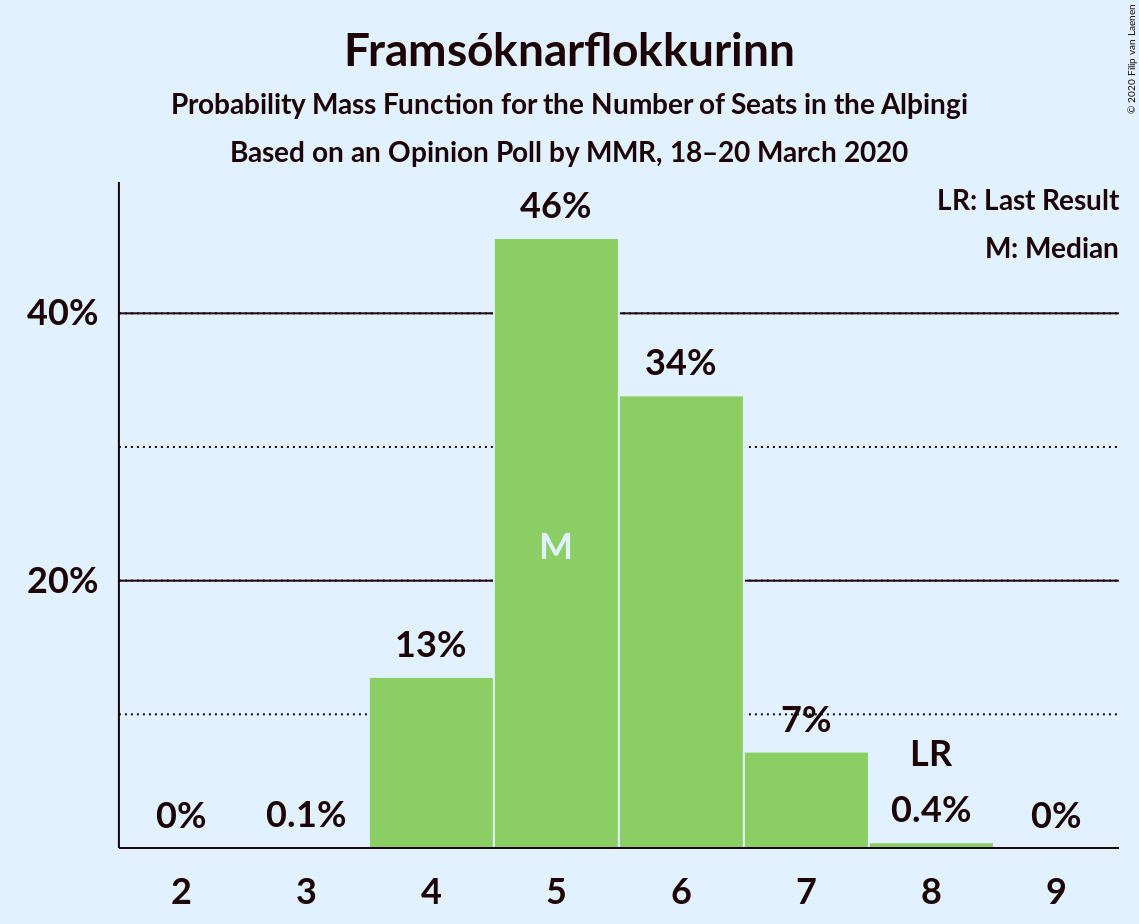 Framsóknarflokkurinn
Probability Mass Function for the Number of Seats in the Alþingi
Based on an Opinion Poll by MMR, 18–20 March 2020
© 2020 Filip van Laenen
LR: Last Result
M: Median
40%
20%
0%
0.1%
13%
46%
M
34%
7%
LR
0.4%
0%
2 3 4 5 6 7 8 9